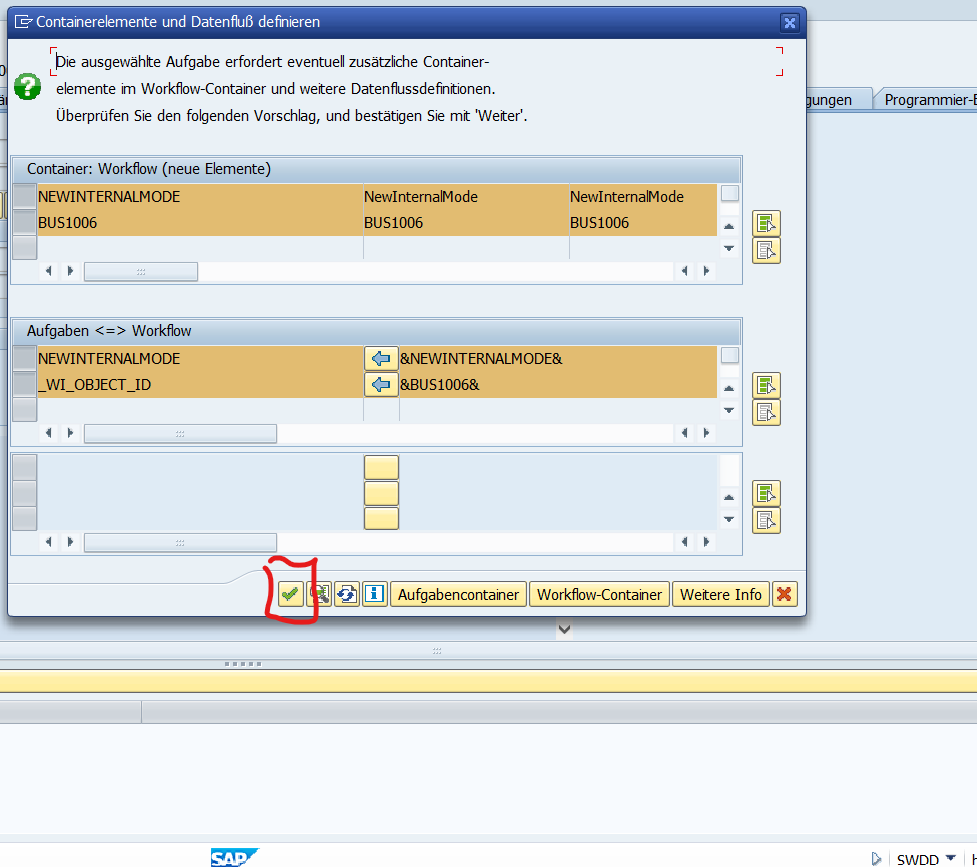 Containerelemente und Datenfluß definieren
Die ausgewählte Aufgabe erfordert eventuell zusätzliche Container-
elemente im Workflow-Container und weitere Datenflussdefinitionen.
Überprüfen Sie den folgenden Vorschlag, und bestätigen Sie mit 'Weiter'.
Programmier-
Container: Workflow (neue Elemente)
NEWINTERNALMODE NewInternalMode NewInternalMode
BUS1006 BUS1006 BUS1006
Aufgaben <=> Workflow
NEWINTERNALMODE &NEWINTERNALMODE&
_WI_OBJECT_ID &BUS1006&
Aufgabencontainer Workflow-Container Weitere Info
SAP
SWDD